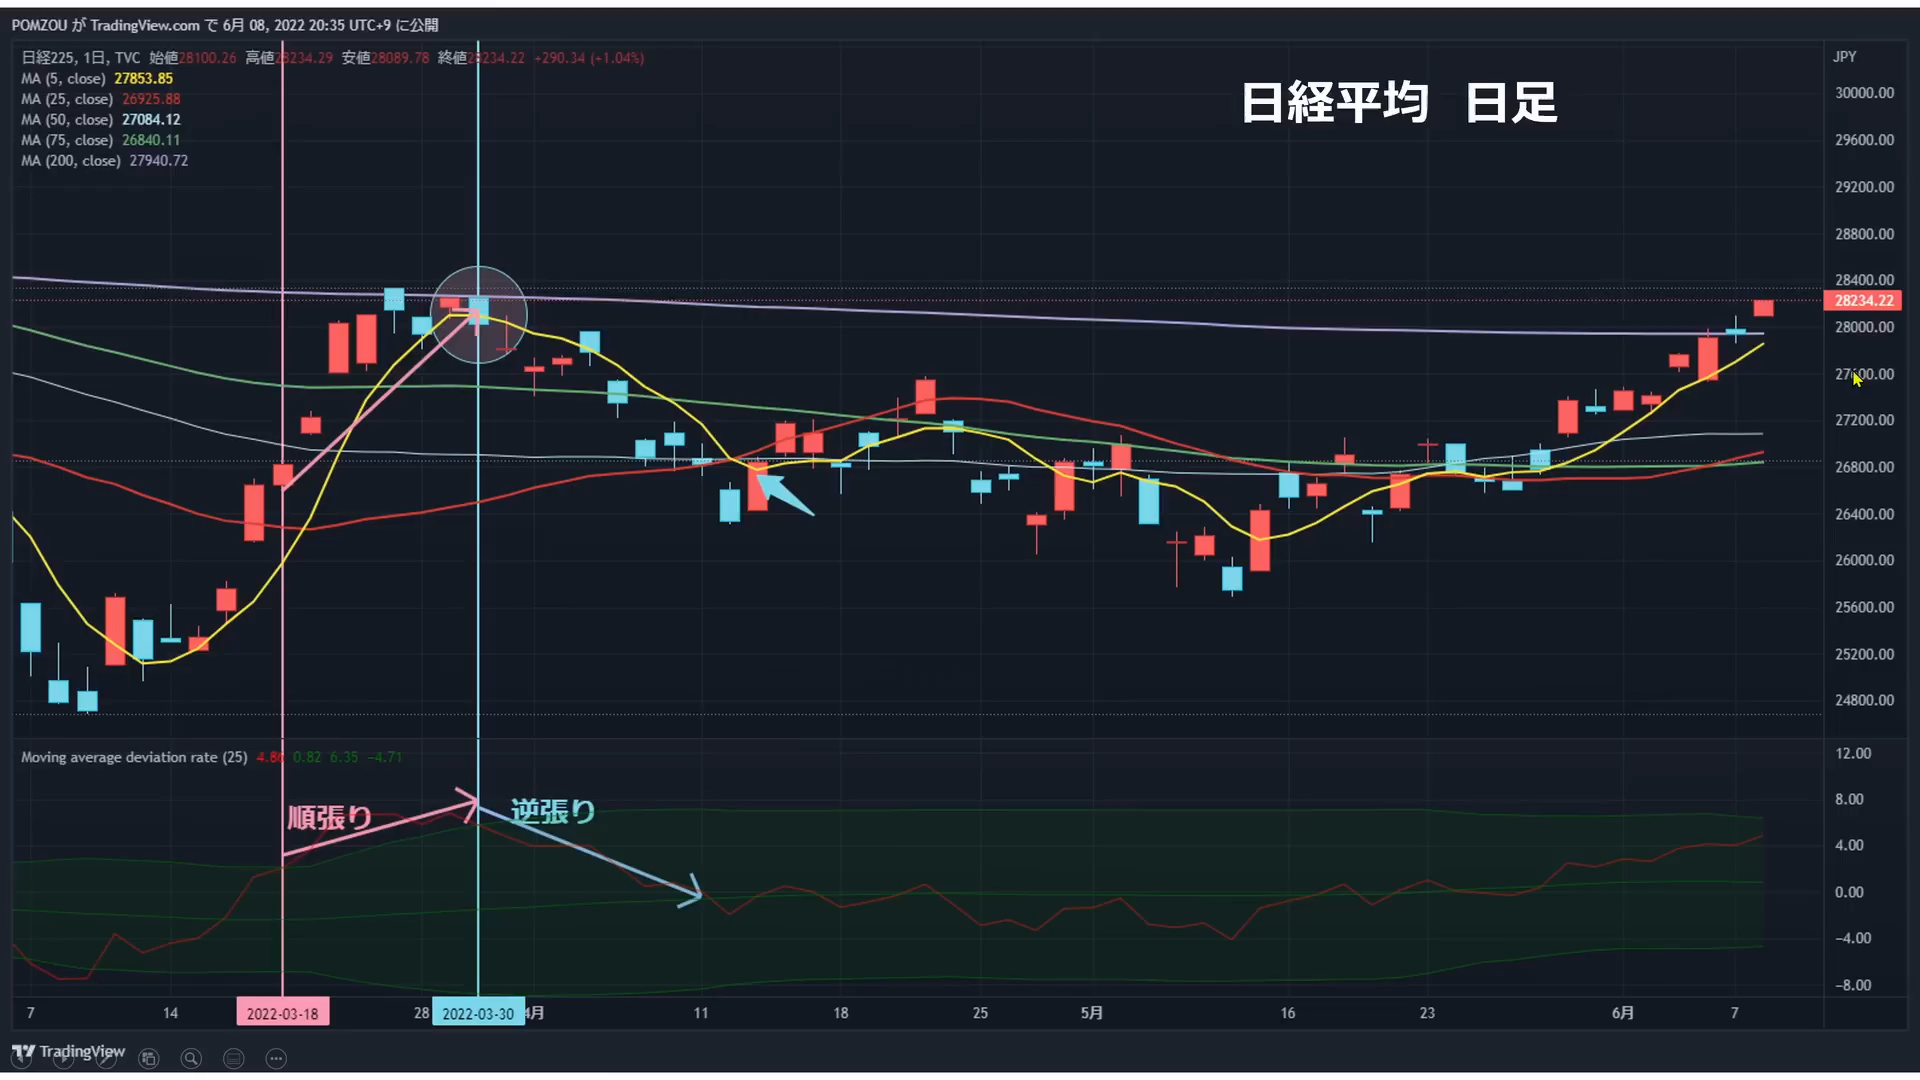 POMZOU が TradingView.com で 6月 08, 2022 20:35 UTC+9 に公開
日経225, 1日, TVC 始値28100.26 高値28234.29 安値28089.78 終値28234.22 +290.34 (+1.04%)
JPY
MA (5, close) 27853.85
MA (25, close) 26925.88
MA (50, close) 27084.12
MA (75, close) 26840.11
MA (200, close) 27940.72
日経平均 日足
30000.00
29600.00
29200.00
28800.00
28400.00
28234.22
28000.00
27600.00
27200.00
26800.00
26400.00
26000.00
25600.00
25200.00
24800.00
Moving average deviation rate (25) 4.86 0.82 6.35 −4.71
順張り
逆張り
12.00
8.00
4.00
0.00
−4.00
−8.00
7 14 2022-03-18 28 2022-03-30 4月 11 18 25 5月 16 23 6月 7
TradingView